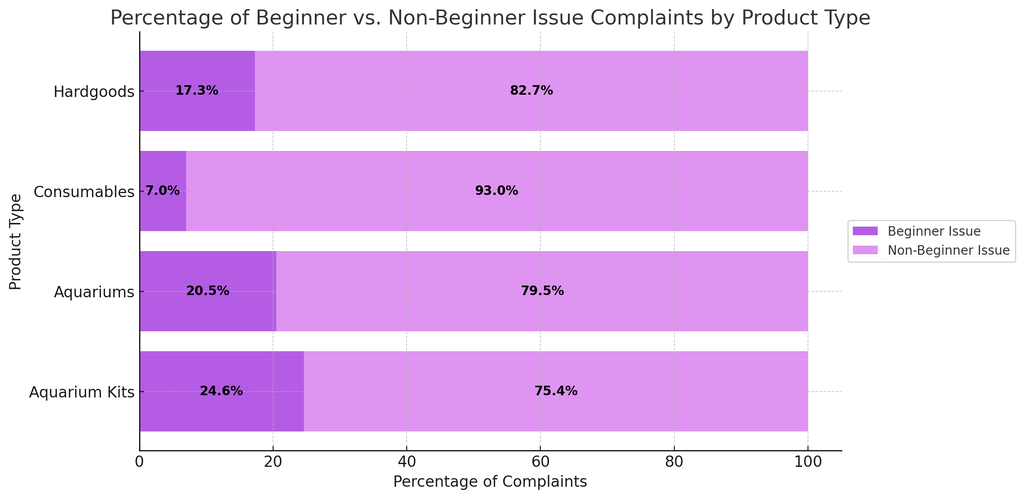 Percentage of Beginner vs. Non-Beginner Issue Complaints by Product Type
Product Type
Hardgoods
17.3%
82.7%
Consumables
7.0%
93.0%
Aquariums
20.5%
79.5%
Aquarium Kits
24.6%
75.4%
0 20 40 60 80 100
Percentage of Complaints
Beginner Issue
Non-Beginner Issue